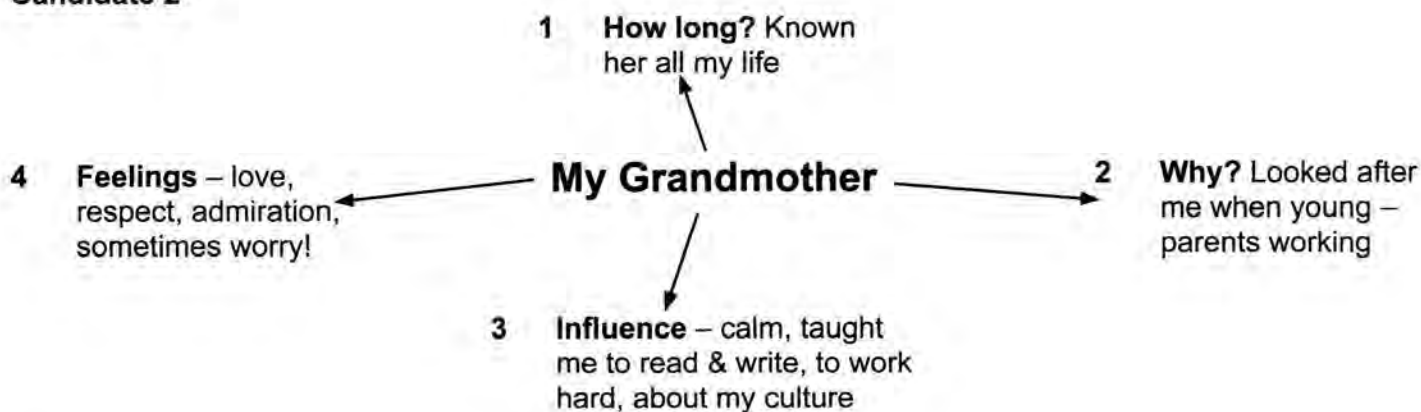 1 How long? Known
her all my life
My Grandmother
2 Why? Looked after
me when young –
parents working
3 Influence – calm, taught
me to read & write, to work
hard, about my culture
4 Feelings – love,
respect, admiration,
sometimes worry!